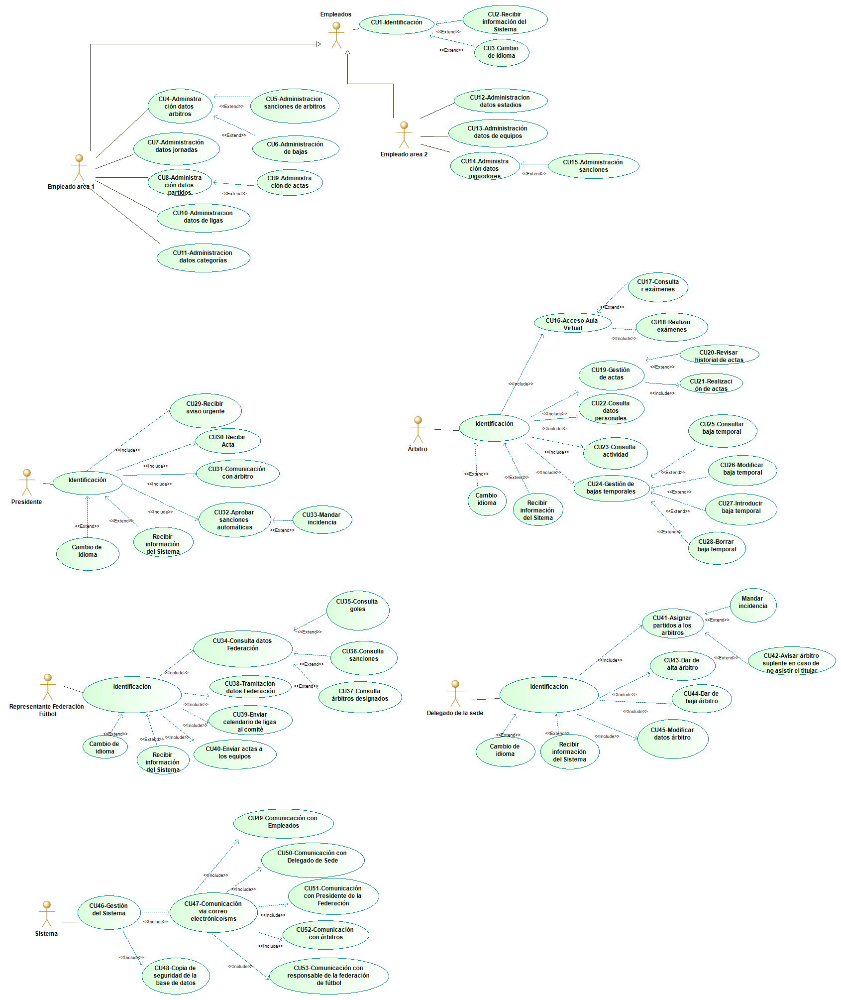 Empleados
CU1-Identificación
CU2-Recibir
información del
Sistema
<<Extend>>
CU3-Cambio
de idioma
<<Extend>>
CU4-Adminstra
ción datos
arbitros
CU5-Administracion
sanciones de arbitros
<<Extend>>
<<Extend>>
CU6-Administración
de bajas
CU7-Administración
datos jornadas
CU8-Administra
ción datos
partidos
CU9-Administra
ción de actas
<<Extend>>
Empleado area 1
CU10-Administracion
datos de ligas
CU11-Administracion
datos categorías
CU12-Administracion
datos estadios
CU13-Administración
datos de equipos
Empleado area 2
CU14-Administra
ción datos
jugaodores
CU15-Administración
sanciones
<<Extend>>
CU17-Consulta
r exámenes
<<Extend>>
CU16-Acceso Aula
Virtual
CU18-Realizar
exámenes
<<Include>>
CU20-Revisar
historial de actas
<<Extend>>
CU19-Gestión
de actas
CU21-Realizaci
ón de actas
<<Include>>
<<Include>>
CU22-Cosulta
datos
personales
<<Include>>
<<Include>>
Identificación
Árbitro
CU23-Consulta
actividad
<<Include>>
CU25-Consultar
baja temporal
<<Extend>>
CU26-Modificar
baja temporal
<<Include>>
CU24-Gestión de
bajas temporales
<<Extend>>
CU27-Introducir
baja temporal
<<Extend>>
CU28-Borrar
baja temporal
<<Extend>>
<<Extend>>
Cambio
idioma
<<Extend>>
Recibir
información
del Sitema
CU29-Recibir
aviso urgente
<<Include>>
CU30-Recibir
Acta
<<Include>>
CU31-Comunicación
con árbitro
<<Include>>
Identificación
Presidente
CU32-Aprobar
sanciones
automáticas
<<Include>>
CU33-Mandar
incidencia
<<Extend>>
<<Extend>>
<<Extend>>
Cambio de
idioma
Recibir
información
del Sistema
CU35-Consulta
goles
<<Extend>>
CU34-Consulta datos
Federación
CU36-Consulta
sanciones
<<Extend>>
<<Include>>
CU38-Tramitación
datos Federación
<<Extend>>
CU37-Consulta
árbitros designados
Identificación
Representante Federación
Fútbol
<<Include>>
CU39-Enviar
calendario de ligas
al comité
<<Include>>
<<Extend>>
<<Extend>>
<<Include>>
Cambio de
idioma
Recibir
información
del Sistema
CU40-Enviar actas a
los equipos
Mandar
incidencia
CU41-Asignar
partidos a los
arbitros
<<Extend>>
<<Include>>
CU43-Dar de
alta árbitro
<<Extend>>
CU42-Avisar árbitro
suplente en caso de
no asistir el titular
Identificación
Delegado de la sede
<<Include>>
CU44-Dar de
baja árbitro
<<Include>>
CU45-Modificar
datos árbitro
<<Include>>
<<Extend>>
<<Extend>>
Cambio de
idioma
Recibir
información
del Sistema
CU49-Comunicación con
Empleados
<<Include>>
CU50-Comunicación con
Delegado de Sede
<<Include>>
CU51-Comunicación
con Presidente de la
Federación
<<Include>>
CU46-Gestión
del Sistema
<<Include>>
CU47-Comunicación
via correo
electrónico/sms
Sistema
CU52-Comunicación
con árbitros
<<Include>>
<<Include>>
<<Include>>
CU48-Copia de
seguridad de la
base de datos
CU53-Comunicación con
responsable de la federación
de fútbol